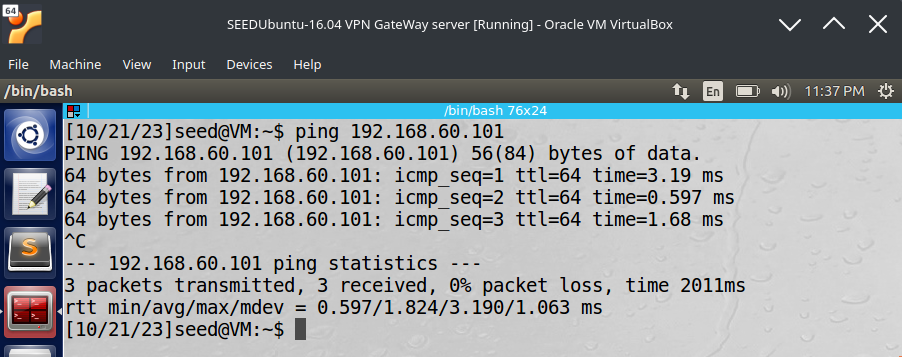 64
SEEDUbuntu-16.04 VPN GateWay server [Running] - Oracle VM VirtualBox
File Machine View Input Devices Help
/bin/bash En 11:37 PM
/bin/bash 76x24
[10/21/23]seed@VM:~$ ping 192.168.60.101
PING 192.168.60.101 (192.168.60.101) 56(84) bytes of data.
64 bytes from 192.168.60.101: icmp_seq=1 ttl=64 time=3.19 ms
64 bytes from 192.168.60.101: icmp_seq=2 ttl=64 time=0.597 ms
64 bytes from 192.168.60.101: icmp_seq=3 ttl=64 time=1.68 ms
^C
--- 192.168.60.101 ping statistics ---
3 packets transmitted, 3 received, 0% packet loss, time 2011ms
rtt min/avg/max/mdev = 0.597/1.824/3.190/1.063 ms
[10/21/23]seed@VM:~$